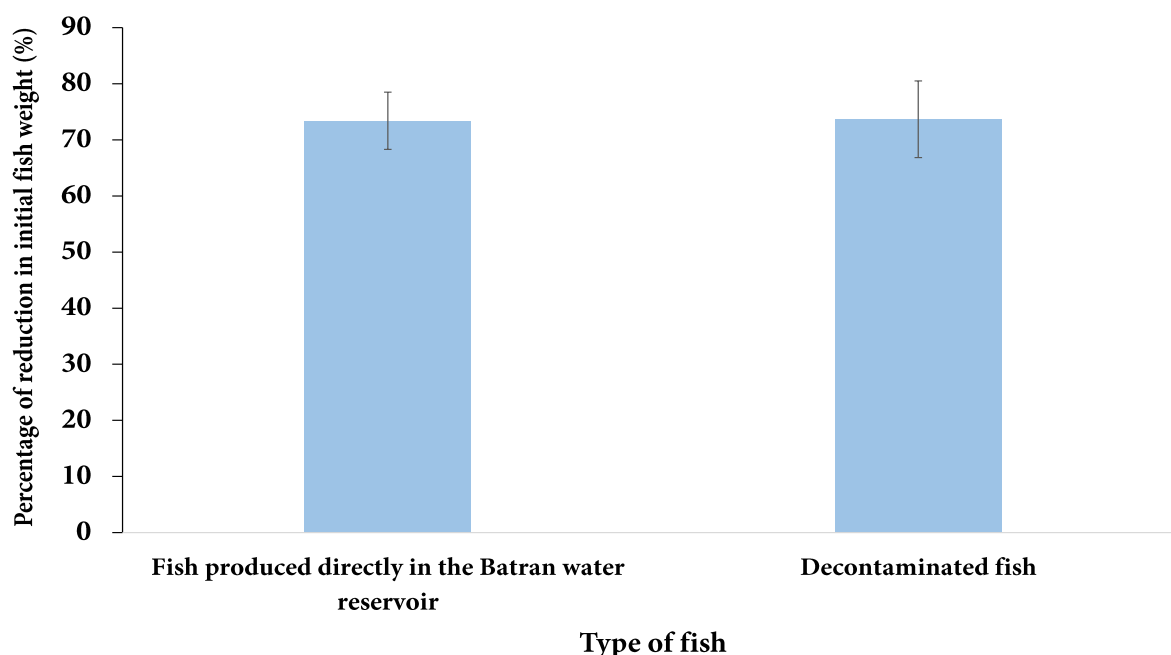 Percentage of reduction in initial fish weight (%)
90
80
70
60
50
40
30
20
10
0
Fish produced directly in the Batran water
reservoir
Decontaminated fish
Type of fish